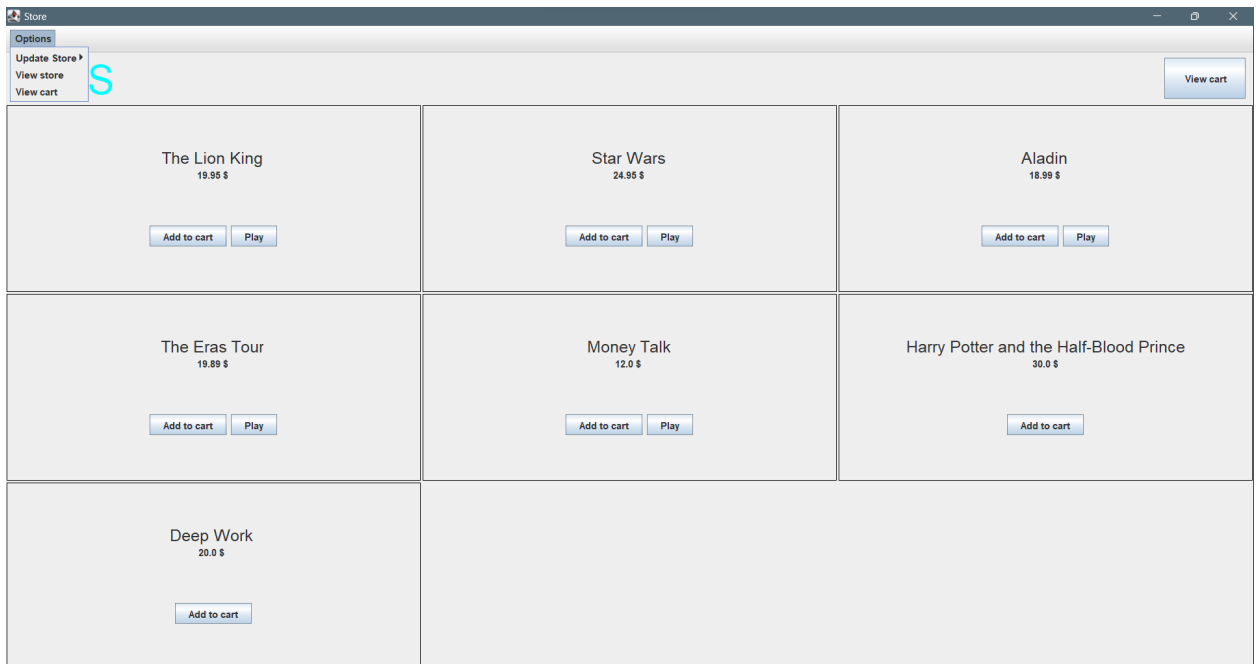 Store
Options
Update Store
View store
View cart
S
View cart
The Lion King
19.95 $
Add to cart Play
Star Wars
24.95 $
Add to cart Play
Aladin
18.99 $
Add to cart Play
The Eras Tour
19.89 $
Add to cart Play
Money Talk
12.0 $
Add to cart Play
Harry Potter and the Half-Blood Prince
30.0 $
Add to cart
Deep Work
20.0 $
Add to cart